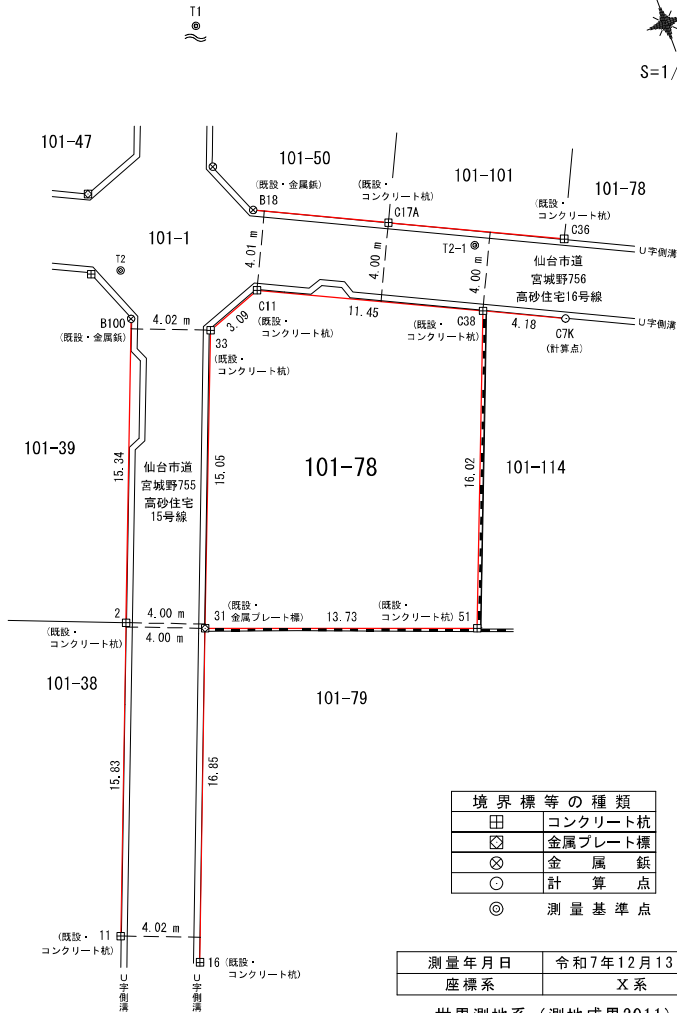 T1
S=1/
101-47
101-50
101-101
101-78
(既設・金属鋲)
B18
(既設・
コンクリート杭)
C17A
(既設・
コンクリート杭)
C36
101-1
T2
T2-1
4.01 m
4.00 m
4.00 m
仙台市道
宮城野756
高砂住宅16号線
U字側溝
U字側溝
B100
(既設・金属鋲)
4.02 m
3.09
C11
(既設・
コンクリート杭)
11.45
(既設・
コンクリート杭)
C38
4.18
C7K
(計算点)
33
(既設・
コンクリート杭)
101-39
15.34
仙台市道
宮城野755
高砂住宅
15号線
15.05
101-78
16.02
101-114
2
(既設・
コンクリート杭)
4.00 m
4.00 m
31
(既設・
金属プレート標)
13.73
(既設・
コンクリート杭)
51
101-38
101-79
15.83
16.85
境界標等の種類
コンクリート杭
金属プレート標
金属鋲
計算点
測量基準点
(既設・
コンクリート杭)
11
4.02 m
16
(既設・
コンクリート杭)
U字側溝
U字側溝
測量年月日 令和7年12月13
座標系 X系
世界測地系(測地成果2011)